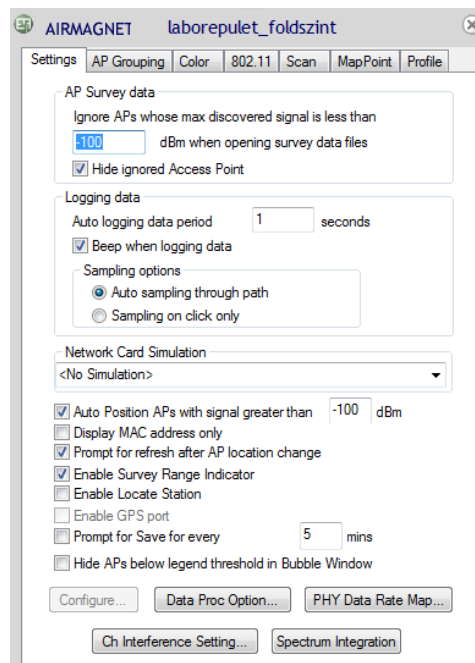 AIRMAGNET laborepulet_foldszint
Settings AP Grouping Color 802.11 Scan MapPoint Profile
AP Survey data
Ignore APs whose max discovered signal is less than
-100 dBm when opening survey data files
Hide ignored Access Point
Logging data
Auto logging data period 1 seconds
Beep when logging data
Sampling options
Auto sampling through path
Sampling on click only
Network Card Simulation
<No Simulation>
Auto Position APs with signal greater than -100 dBm
Display MAC address only
Prompt for refresh after AP location change
Enable Survey Range Indicator
Enable Locate Station
Enable GPS port
Prompt for Save for every 5 mins
Hide APs below legend threshold in Bubble Window
Configure... Data Proc Option... PHY Data Rate Map...
Ch Interference Setting... Spectrum Integration